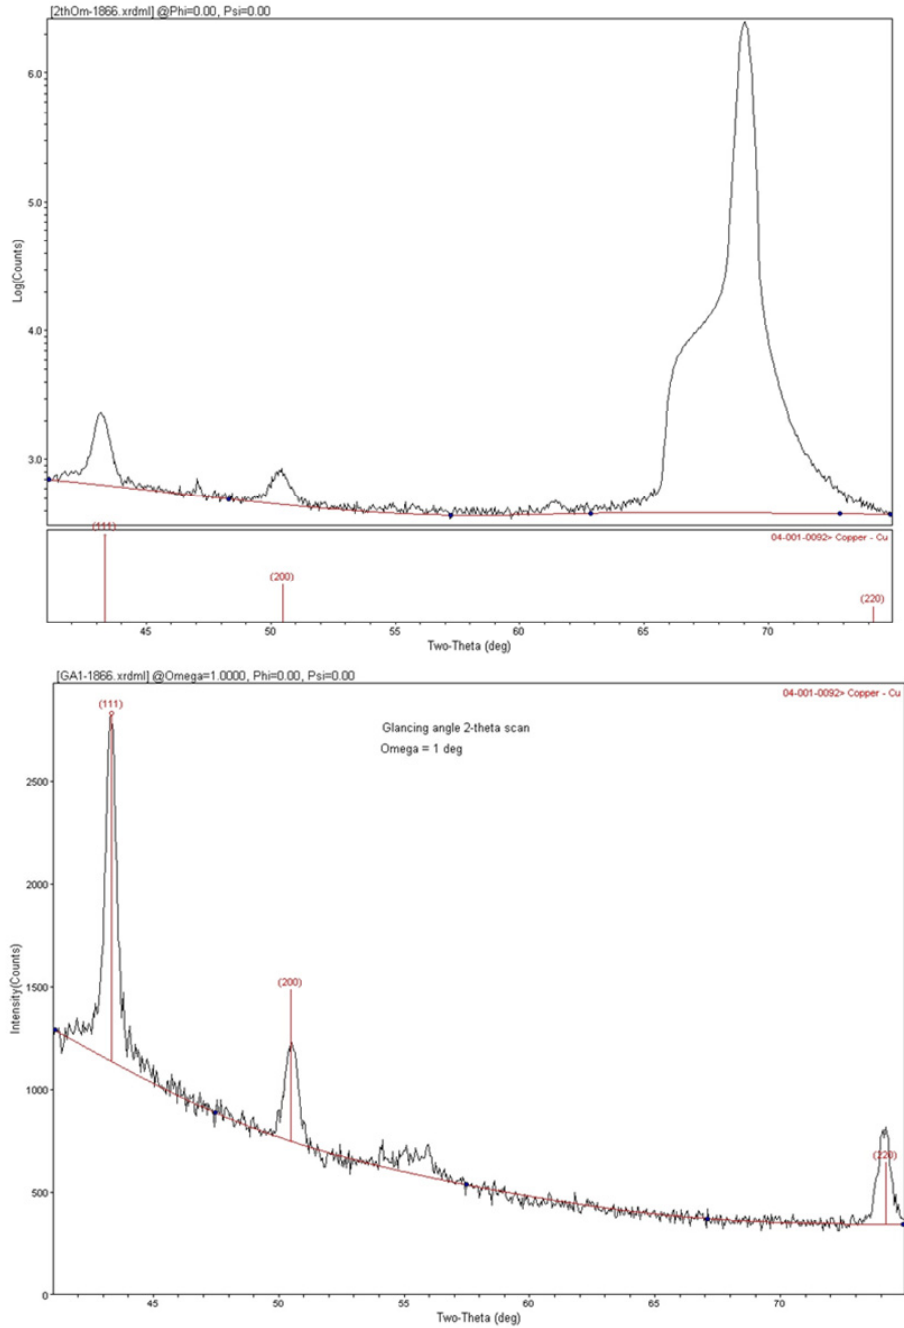 [2thOm-1866.xrdml] @Phi=0.00, Psi=0.00
Log(Counts)
6.0
5.0
4.0
3.0
(111)
(200)
(220)
04-001-0092> Copper - Cu
45 50 55 60 65 70
Two-Theta (deg)
[GA1-1866.xrdml] @Omega=1.0000, Phi=0.00, Psi=0.00
04-001-0092> Copper - Cu
(111)
Glancing angle 2-theta scan
Omega = 1 deg
Intensity(Counts)
2500
2000
1500
1000
500
0
(200)
(220)
45 50 55 60 65 70
Two-Theta (deg)